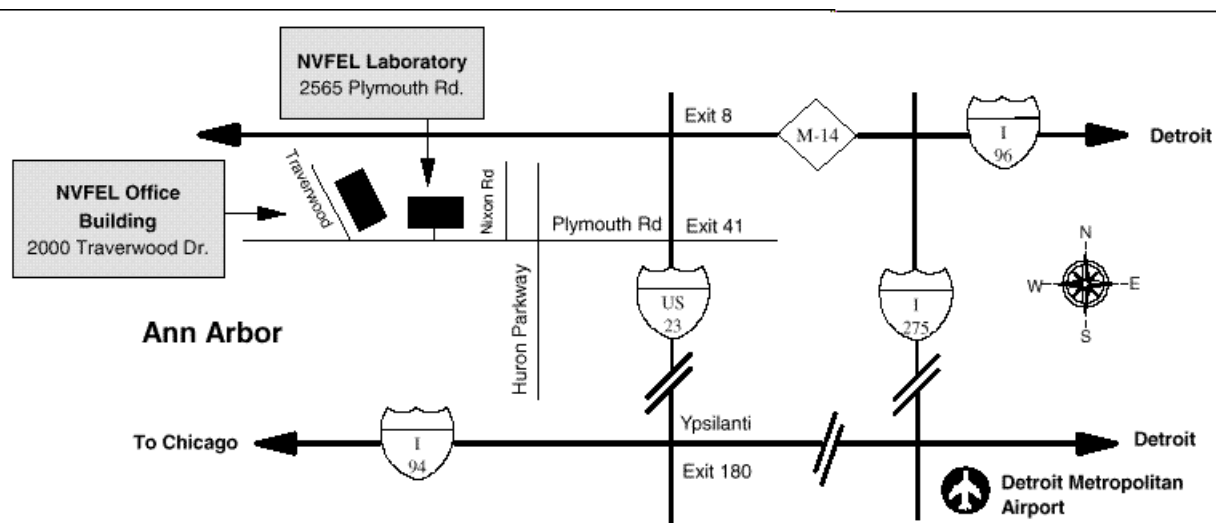 NVFEL Laboratory
2565 Plymouth Rd.
Exit 8
M-14
I
96
Detroit
NVFEL Office
Building
2000 Traverwood Dr.
Traverwood
Nixon Rd
Plymouth Rd
Exit 41
Huron Parkway
US
23
I
275
N
W
E
S
Ann Arbor
To Chicago
I
94
Ypsilanti
Exit 180
Detroit
Detroit Metropolitan
Airport